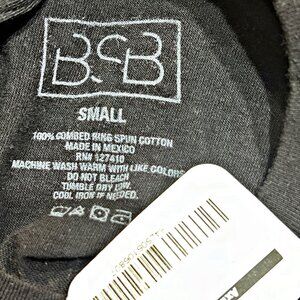 BSB
SMALL
100% COMBED RING SPUN COTTON
MADE IN MEXICO
RN# 127410
MACHINE WASH WARM WITH LIKE COLORS
DO NOT BLEACH
TUMBLE DRY LOW
COOL IRON IF NEEDED.